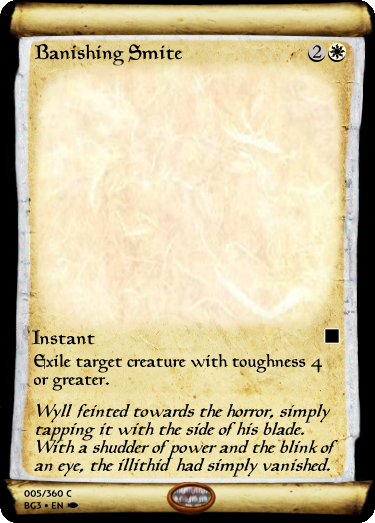 Banishing Smite 2
Instant
Exile target creature with toughness 4
or greater.
Wyll feinted towards the horror, simply
tapping it with the side of his blade.
With a shudder of power and the blink of
an eye, the illithid had simply vanished.
005/360 C
BG3 • EN